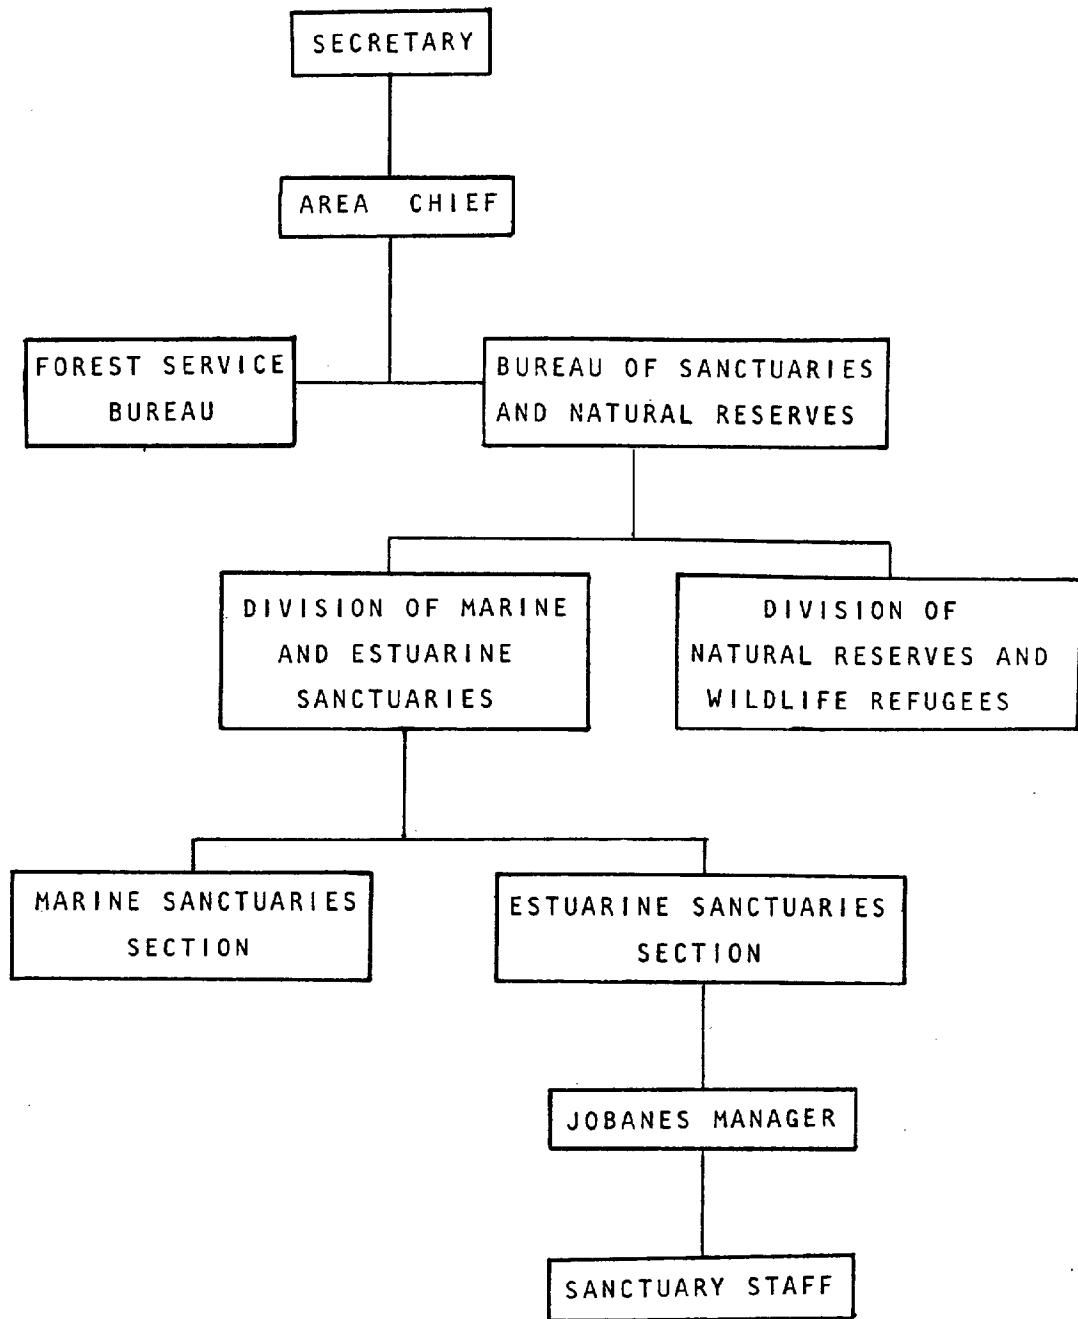 SECRETARY
AREA CHIEF
FOREST SERVICE
BUREAU
BUREAU OF SANCTUARIES
AND NATURAL RESERVES
DIVISION OF MARINE
AND ESTUARINE
SANCTUARIES
DIVISION OF
NATURAL RESERVES AND
WILDLIFE REFUGEES
MARINE SANCTUARIES
SECTION
ESTUARINE SANCTUARIES
SECTION
JOBANES MANAGER
SANCTUARY STAFF